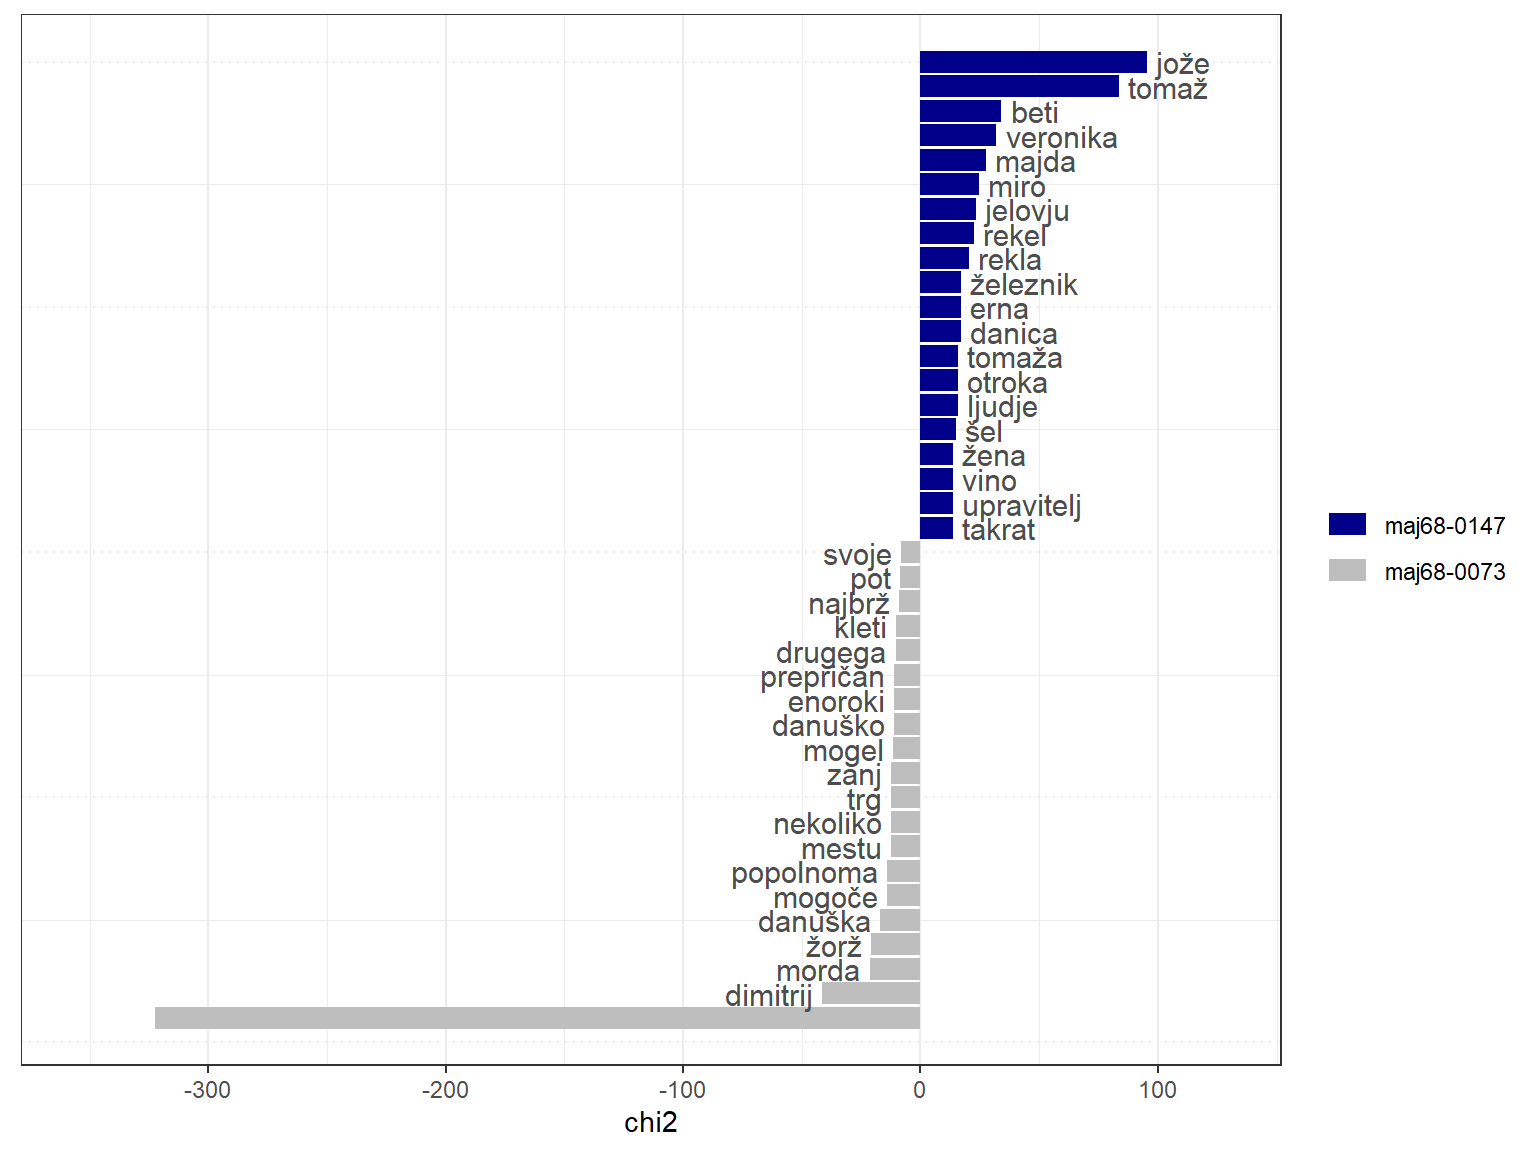 jože
tomaž
beti
veronika
majda
miro
jelovju
rekel
rekla
železnik
erna
danica
tomaža
otroka
ljudje
šel
žena
vino
upravitelj
takrat
svoje
pot
najbrž
kleti
drugega
prepričan
enoroki
danuško
mogel
zanj
trg
nekoliko
mestu
popolnoma
mogoče
danuška
žorž
morda
dimitrij
maj68-0147
maj68-0073
-300 -200 -100 0 100
chi2